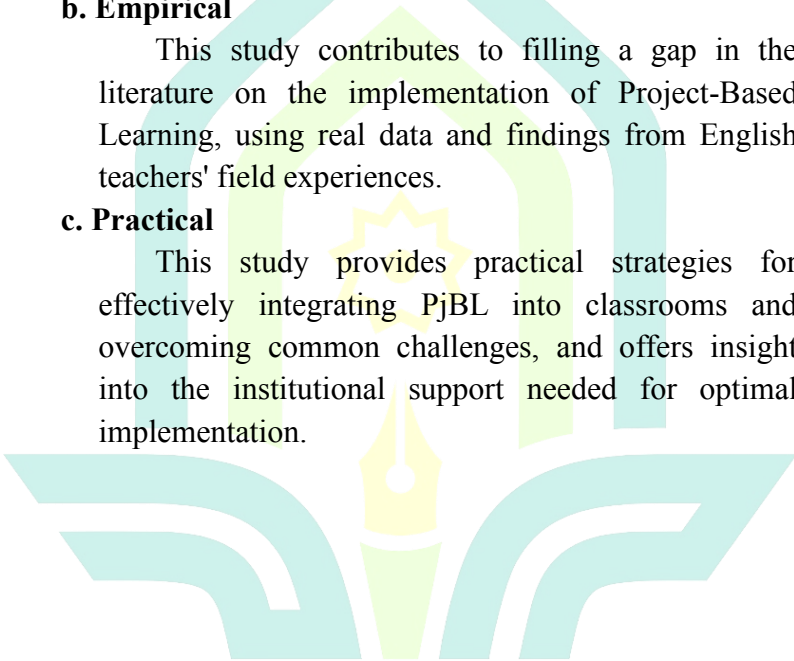 b. Empirical
This study contributes to filling a gap in the
literature on the implementation of Project-Based
Learning, using real data and findings from English
teachers' field experiences.
c. Practical
This study provides practical strategies for
effectively integrating PjBL into classrooms and
overcoming common challenges, and offers insight
into the institutional support needed for optimal
implementation.